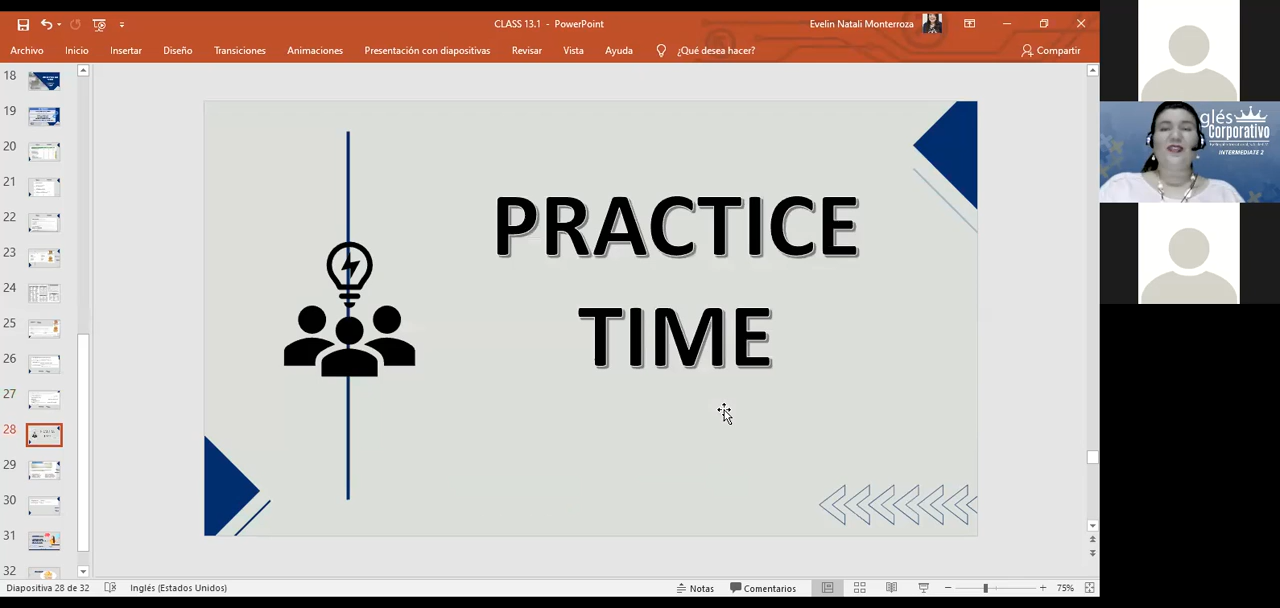 CLASS 13.1 - PowerPoint
Evelin Natali Monterroza
Archivo Inicio Insertar Diseño Transiciones Animaciones Presentación con diapositivas Revisar Vista Ayuda ¿Qué desea hacer? Compartir
18
19
20
21
22
23
24
25
26
27
28
29
30
31
32
PRACTICE
TIME
glés
Corporativo
INTERMEDIATE 2
Diapositiva 28 de 32 Inglés (Estados Unidos) Notas Comentarios 75%